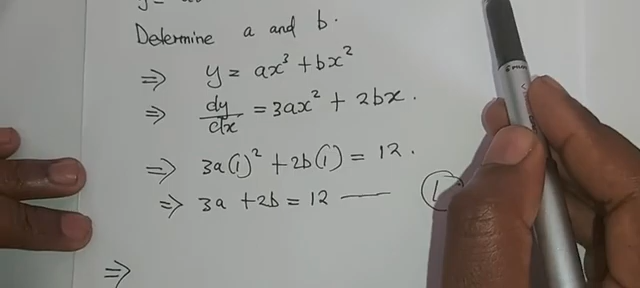 y =
Determine a and b.
⇒ y = ax³ + bx²
⇒ dy/dx = 3ax² + 2bx.
⇒ 3a(1)² + 2b(1) = 12.
⇒ 3a + 2b = 12 — ①
⇒